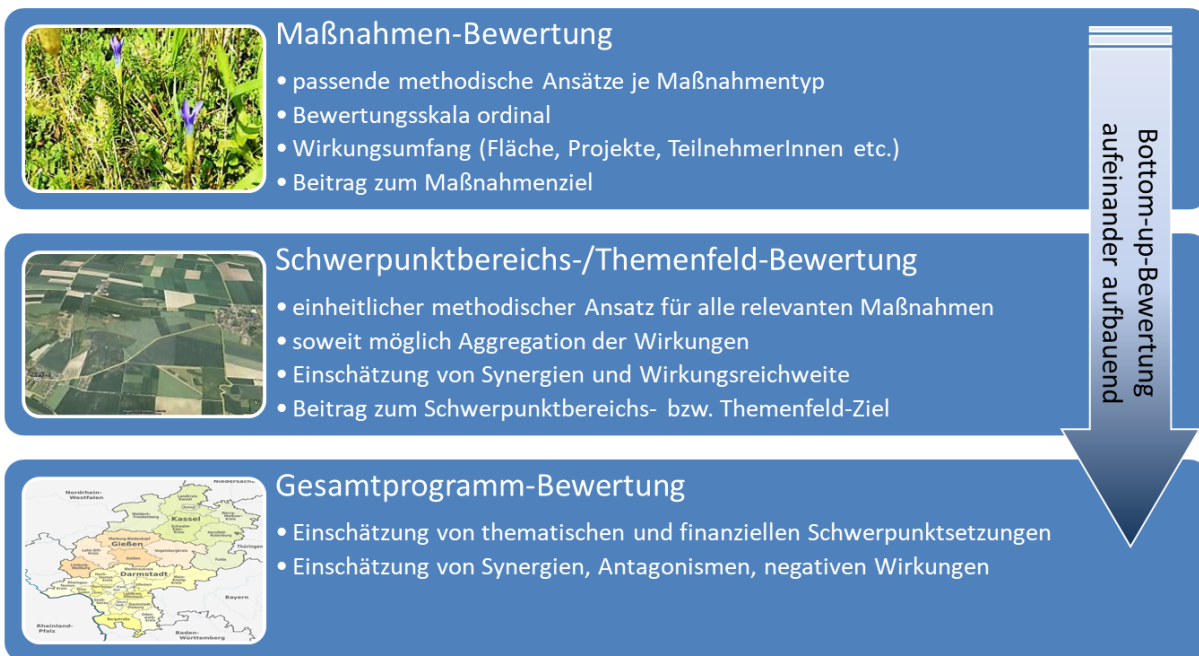 Maßnahmen-Bewertung
• passende methodische Ansätze je Maßnahmentyp
• Bewertungsskala ordinal
• Wirkungsumfang (Fläche, Projekte, TeilnehmerInnen etc.)
• Beitrag zum Maßnahmenziel
Schwerpunktbereichs-/Themenfeld-Bewertung
• einheitlicher methodischer Ansatz für alle relevanten Maßnahmen
• soweit möglich Aggregation der Wirkungen
• Einschätzung von Synergien und Wirkungsreichweite
• Beitrag zum Schwerpunktbereichs- bzw. Themenfeld-Ziel
Gesamtprogramm-Bewertung
• Einschätzung von thematischen und finanziellen Schwerpunktsetzungen
• Einschätzung von Synergien, Antagonismen, negativen Wirkungen
Bottom-up-Bewertung
aufeinander aufbauend
Nordrhein-
Westfalen
Kassel
Gießen
Thüringen
Fulda
Darmstadt
Bayern
Bergstraße
Rheinland-
Pfalz
Baden-
Württemberg